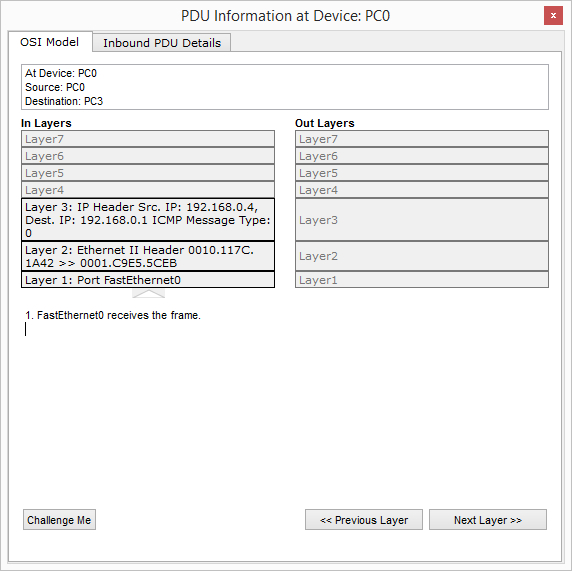 PDU Information at Device: PC0
x
OSI Model
Inbound PDU Details
At Device: PC0
Source: PC0
Destination: PC3
In Layers
Layer7
Layer6
Layer5
Layer4
Layer 3: IP Header Src. IP: 192.168.0.4,
Dest. IP: 192.168.0.1 ICMP Message Type:
0
Layer 2: Ethernet II Header 0010.117C.
1A42 >> 0001.C9E5.5CEB
Layer 1: Port FastEthernet0
Out Layers
Layer7
Layer6
Layer5
Layer4
Layer3
Layer2
Layer1
1. FastEthernet0 receives the frame.
Challenge Me
<< Previous Layer
Next Layer >>